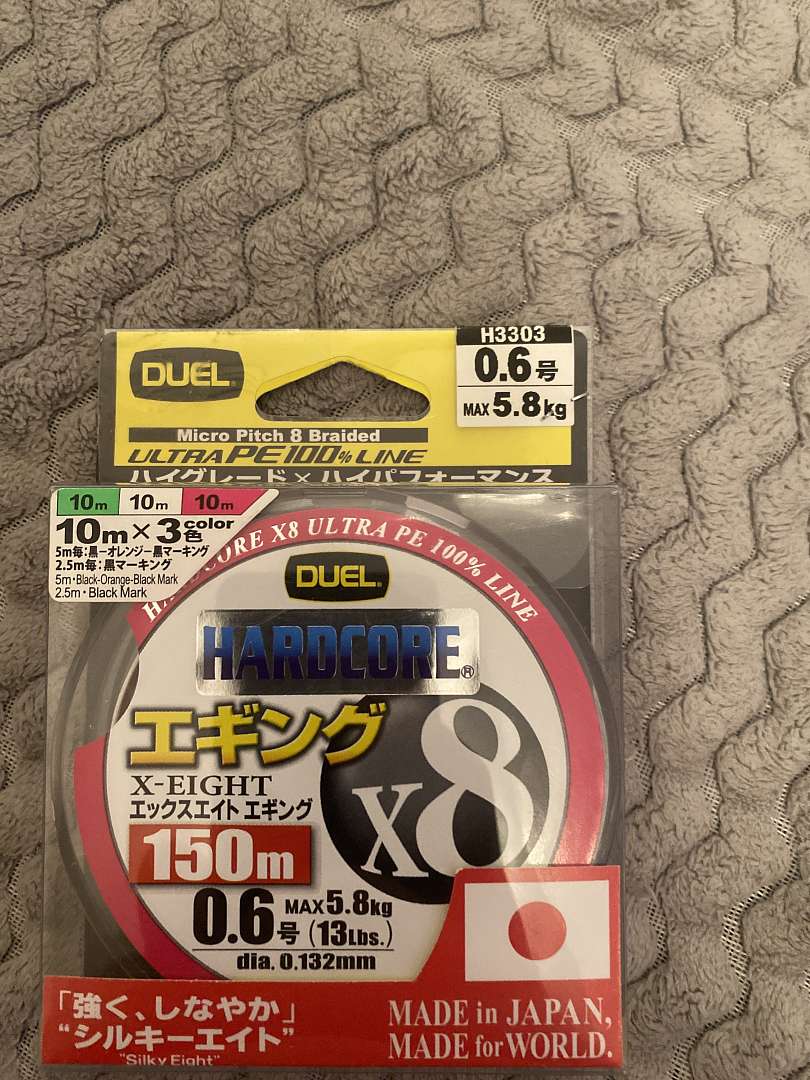 H3303
0.6号
MAX 5.8kg
DUEL®
Micro Pitch 8 Braided
ULTRA PE 100% LINE
ハイグレード×ハイパフォーマンス
10m 10m 10m
10m×3color色
5m毎:黒-オレンジ-黒マーキング
2.5m毎:黒マーキング
5m・Black-Orange-Black Mark
2.5m・Black Mark
X8 ULTRA PE 100% LINE
DUEL®
HARDCORE®
エギング
X-EIGHT
エックスエイト エギング
x8
150m
0.6号 MAX 5.8kg (13Lbs.)
dia. 0.132mm
「強く、しなやか」
“シルキーエイト”
"Silky Eight"
MADE in JAPAN,
MADE for WORLD.